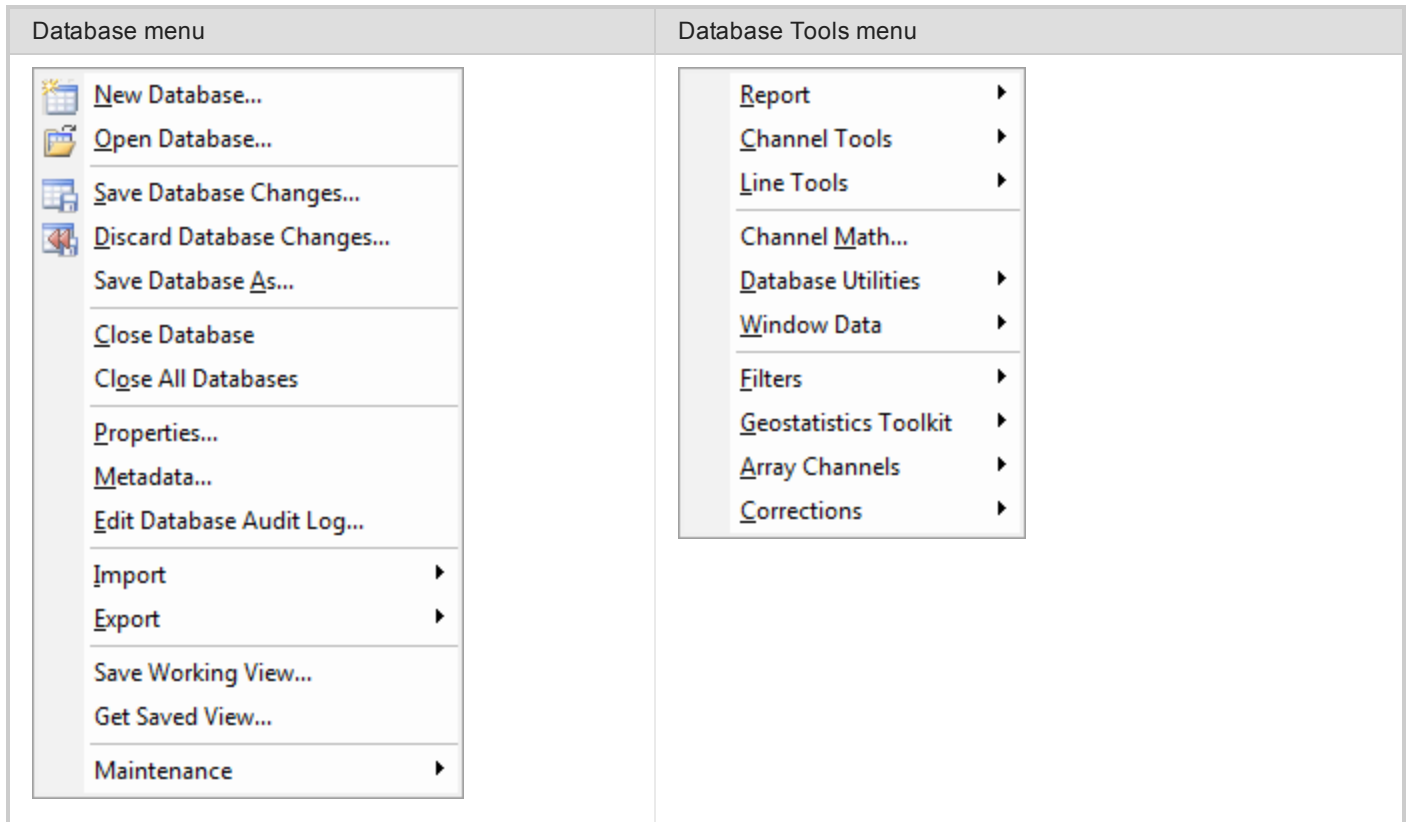 Database menu
New Database...
Open Database...
Save Database Changes...
Discard Database Changes...
Save Database As...
Close Database
Close All Databases
Properties...
Metadata...
Edit Database Audit Log...
Import
Export
Save Working View...
Get Saved View...
Maintenance
Database Tools menu
Report
Channel Tools
Line Tools
Channel Math...
Database Utilities
Window Data
Filters
Geostatistics Toolkit
Array Channels
Corrections